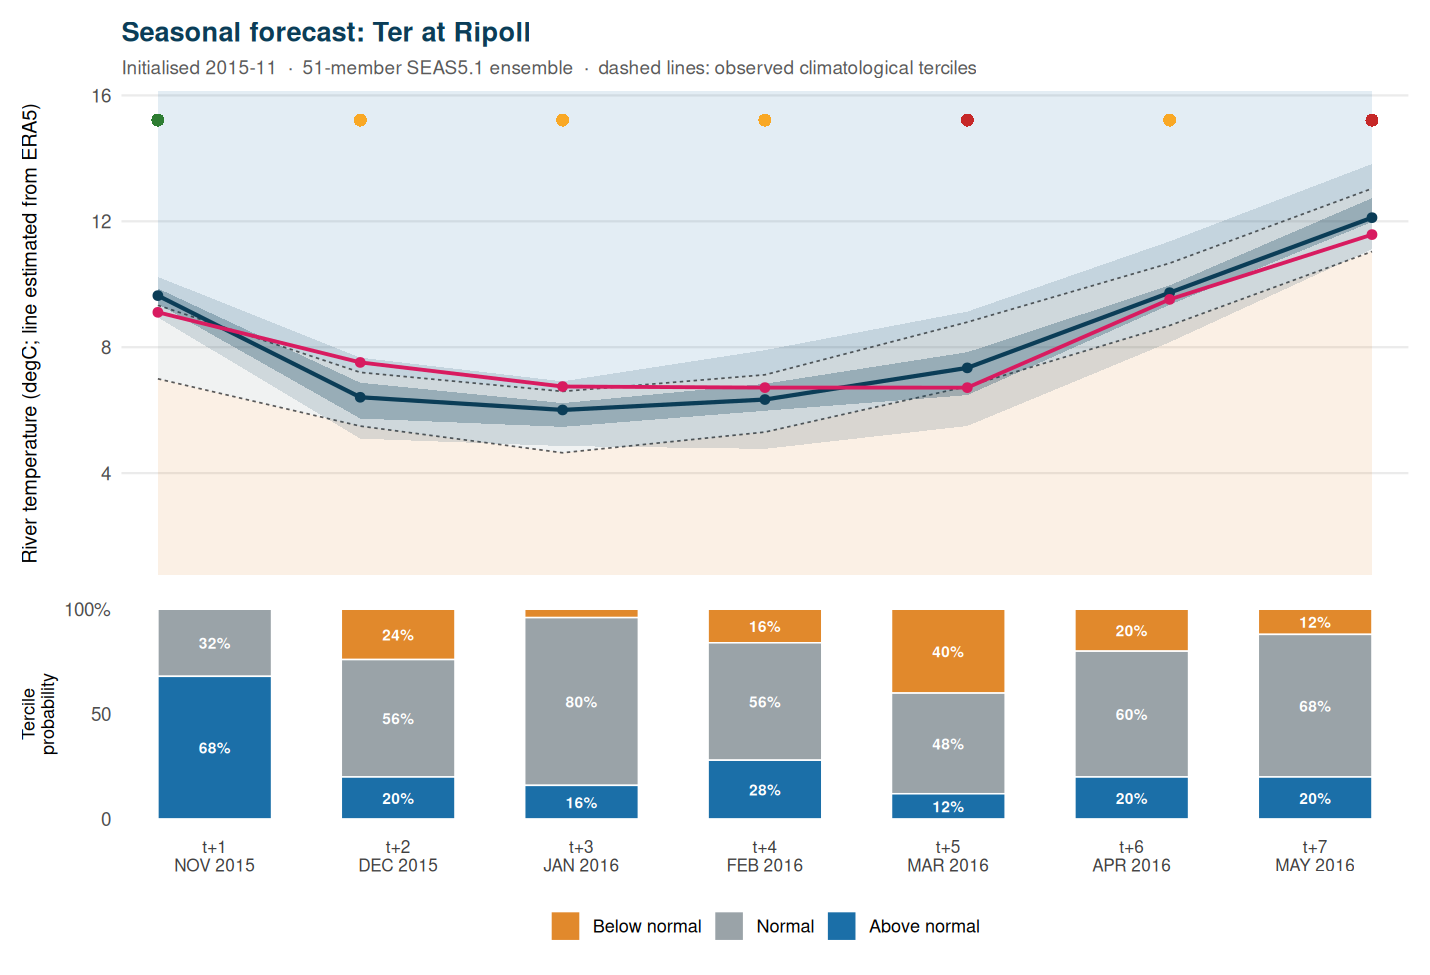 Seasonal forecast: Ter at Ripoll
Initialised 2015-11 · 51-member SEAS5.1 ensemble · dashed lines: observed climatological terciles
River temperature (degC; line estimated from ERA5)
16
12
8
4
Tercile
probability
100%
50
0
32%
68%
24%
56%
20%
80%
16%
16%
56%
28%
40%
48%
12%
20%
60%
20%
12%
68%
20%
t+1
NOV 2015
t+2
DEC 2015
t+3
JAN 2016
t+4
FEB 2016
t+5
MAR 2016
t+6
APR 2016
t+7
MAY 2016
Below normal
Normal
Above normal